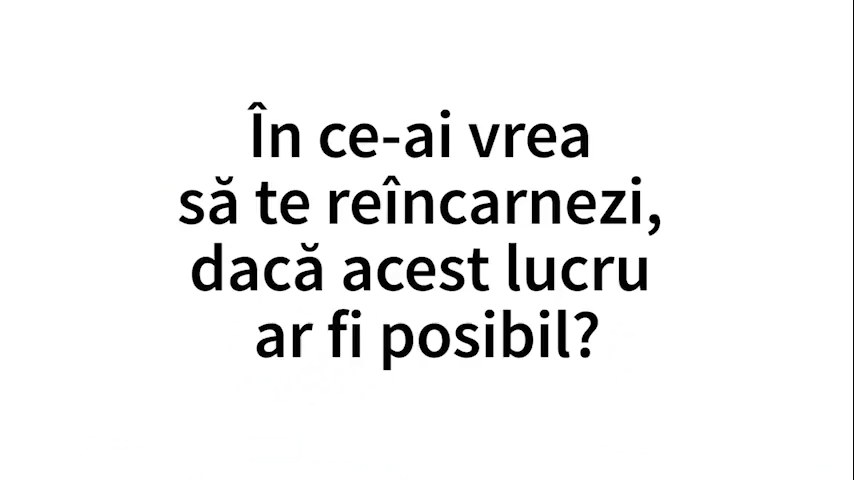 În ce-ai vrea
să te reîncarnezi,
dacă acest lucru
ar fi posibil?